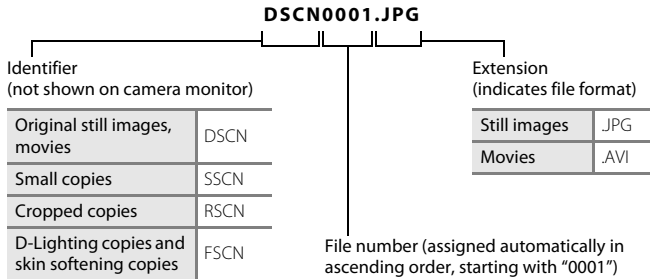 DSCN0001.JPG
Identifier
(not shown on camera monitor)
Original still images,
movies
DSCN
Small copies
SSCN
Cropped copies
RSCN
D-Lighting copies and
skin softening copies
FSCN
Extension
(indicates file format)
Still images
.JPG
Movies
.AVI
File number (assigned automatically in
ascending order, starting with “0001”)